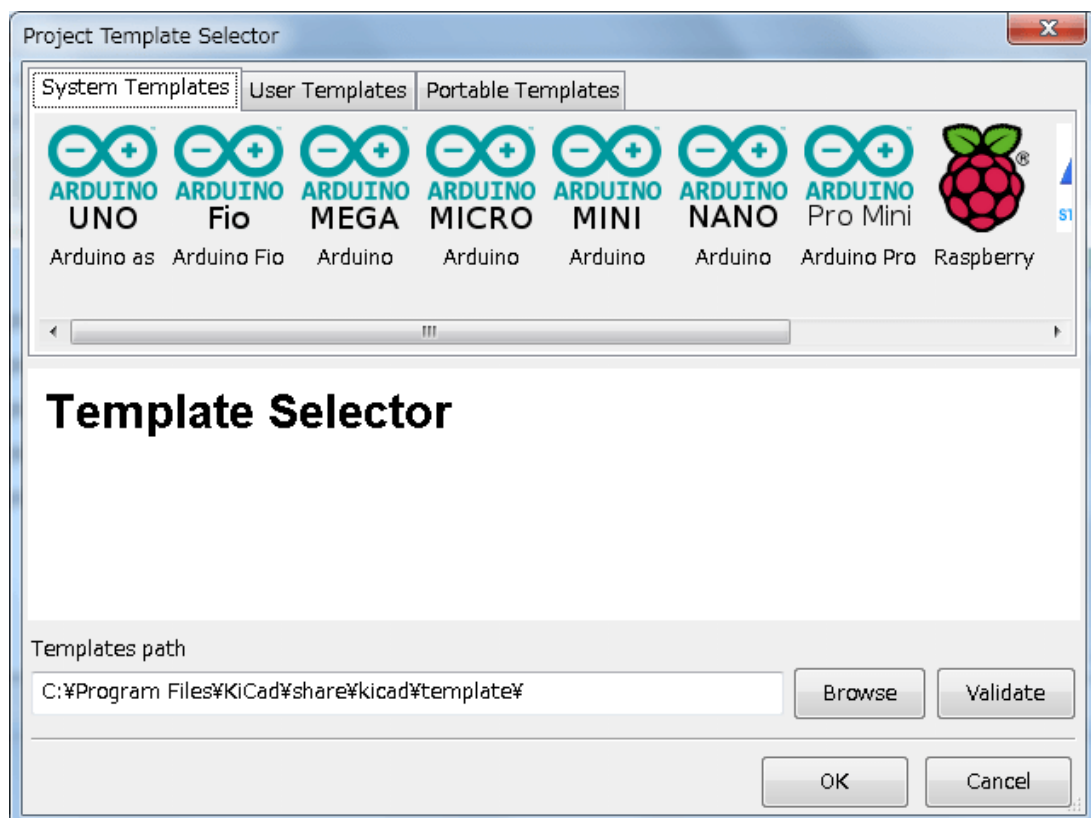 Project Template Selector
System Templates User Templates Portable Templates
ARDUINO ARDUINO ARDUINO ARDUINO ARDUINO ARDUINO ARDUINO
UNO Fio MEGA MICRO MINI NANO Pro Mini
Arduino as Arduino Fio Arduino Arduino Arduino Arduino Arduino Pro Raspberry
Template Selector
Templates path
C:¥Program Files¥KiCad¥share¥kicad¥template¥ Browse Validate
OK Cancel